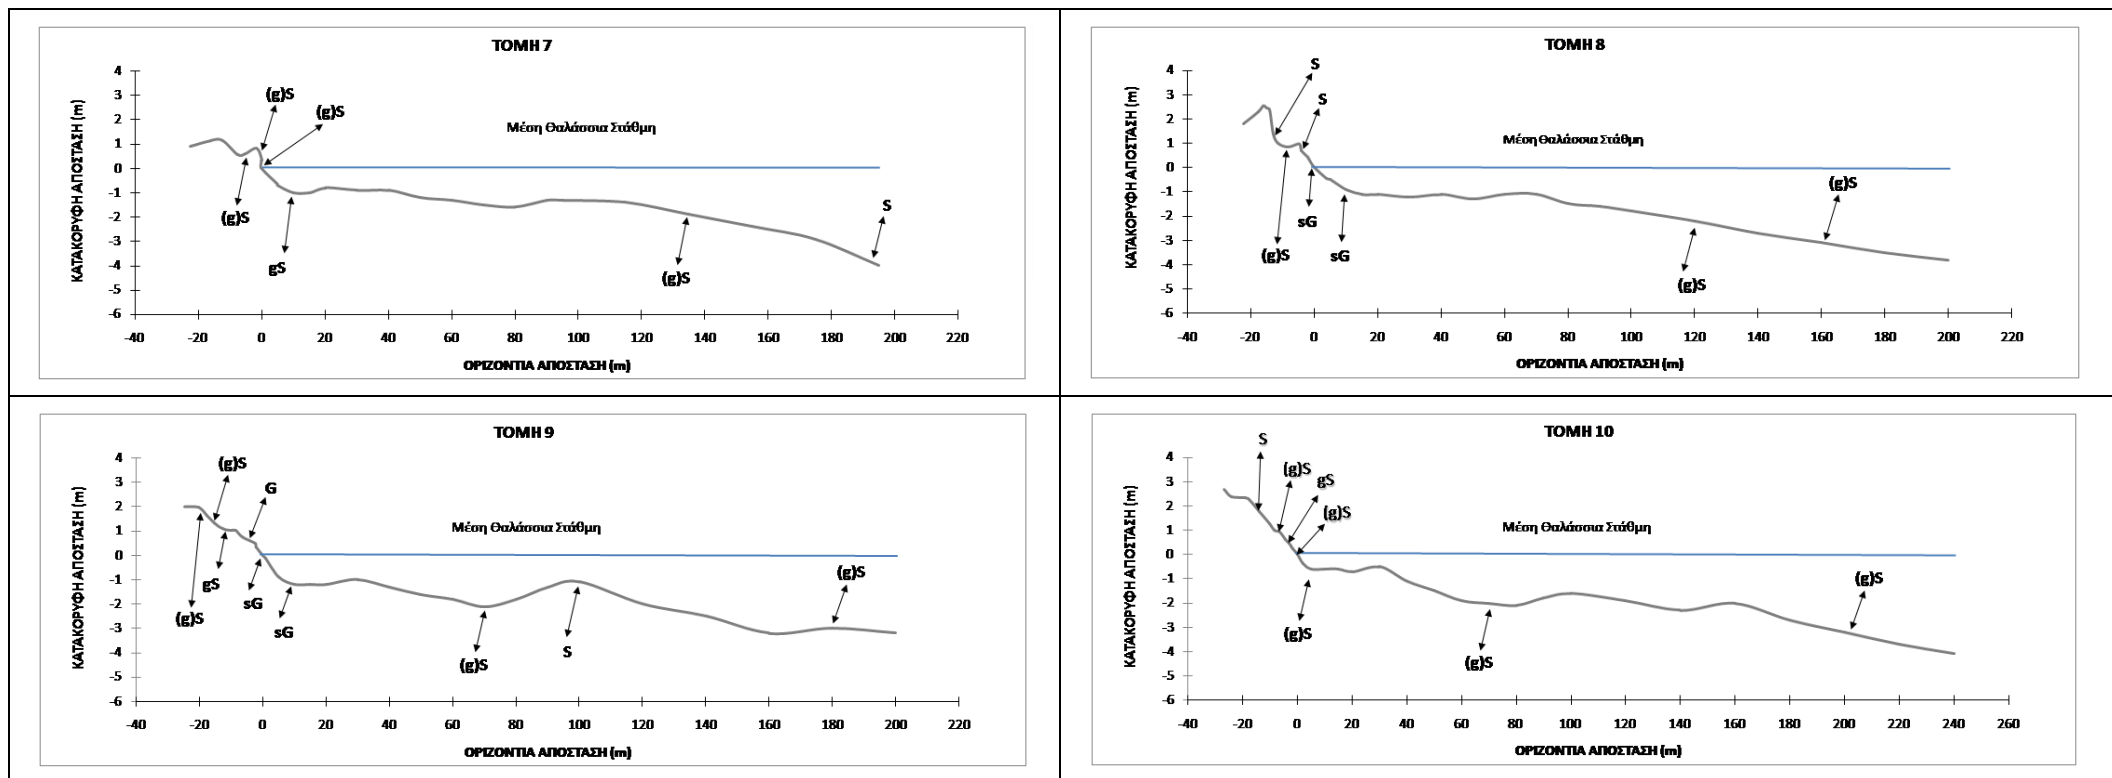 ΤΟΜΗ 7
ΚΑΤΑΚΟΡΥΦΗ ΑΠΟΣΤΑΣΗ (m)
4
3
2
1
0
-1
-2
-3
-4
-5
-6
(g)S
(g)S
Μέση Θαλάσσια Στάθμη
(g)S
gS
(g)S
S
-40 -20 0 20 40 60 80 100 120 140 160 180 200 220
ΟΡΙΖΟΝΤΙΑ ΑΠΟΣΤΑΣΗ (m)
ΤΟΜΗ 8
ΚΑΤΑΚΟΡΥΦΗ ΑΠΟΣΤΑΣΗ (m)
4
3
2
1
0
-1
-2
-3
-4
-5
-6
S
S
Μέση Θαλάσσια Στάθμη
(g)S
sG
sG
(g)S
(g)S
-40 -20 0 20 40 60 80 100 120 140 160 180 200 220
ΟΡΙΖΟΝΤΙΑ ΑΠΟΣΤΑΣΗ (m)
ΤΟΜΗ 9
ΚΑΤΑΚΟΡΥΦΗ ΑΠΟΣΤΑΣΗ (m)
4
3
2
1
0
-1
-2
-3
-4
-5
-6
(g)S
G
Μέση Θαλάσσια Στάθμη
(g)S
gS
sG
sG
(g)S
S
(g)S
-40 -20 0 20 40 60 80 100 120 140 160 180 200 220
ΟΡΙΖΟΝΤΙΑ ΑΠΟΣΤΑΣΗ (m)
ΤΟΜΗ 10
ΚΑΤΑΚΟΡΥΦΗ ΑΠΟΣΤΑΣΗ (m)
4
3
2
1
0
-1
-2
-3
-4
-5
-6
S
(g)S
gS
(g)S
Μέση Θαλάσσια Στάθμη
(g)S
(g)S
(g)S
-40 -20 0 20 40 60 80 100 120 140 160 180 200 220 240 260
ΟΡΙΖΟΝΤΙΑ ΑΠΟΣΤΑΣΗ (m)